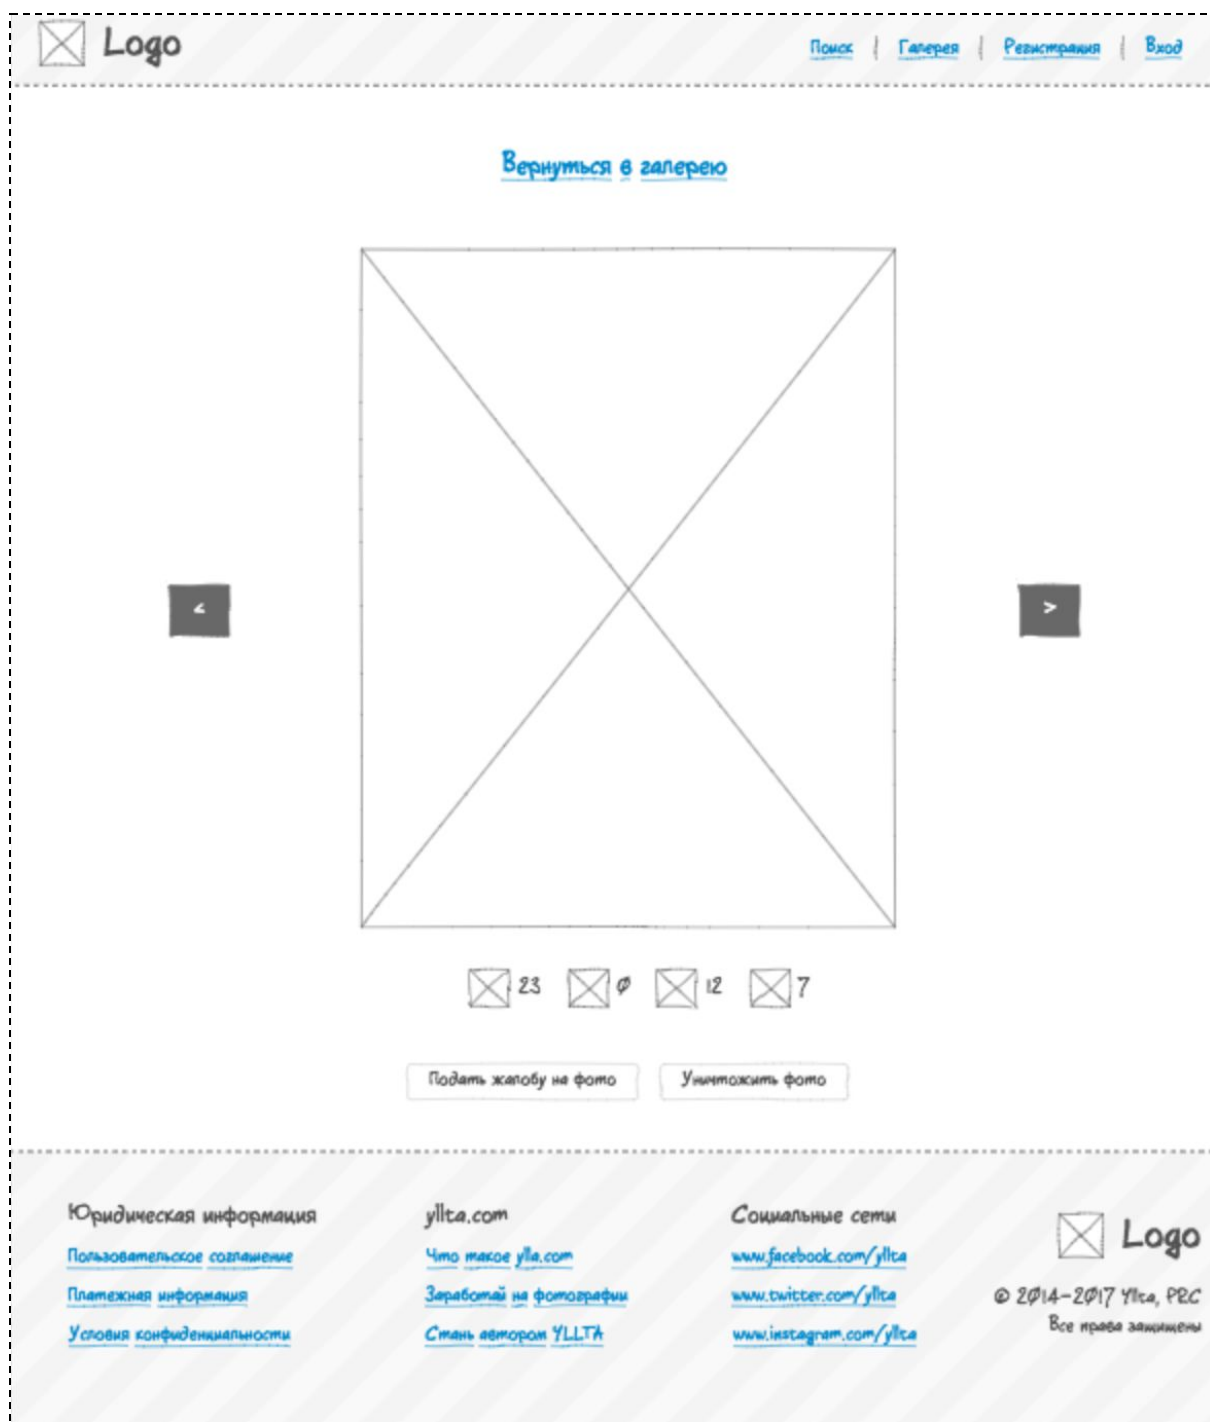 Logo
Поиск | Галерея | Регистрация | Вход
Вернуться в галерею
< >
23 0 12 7
Подать жалобу на фото
Уничтожить фото
Юридическая информация
Пользовательское соглашение
Платежная информация
Условия конфиденциальности
yllta.com
Что такое ylla.com
Заработай на фотографии
Стань автором YLLTA
Социальные сети
www.facebook.com/yllta
www.twitter.com/yllta
www.instagram.com/yllta
Logo
© 2014-2017 Yllta, PRC
Все права защищены